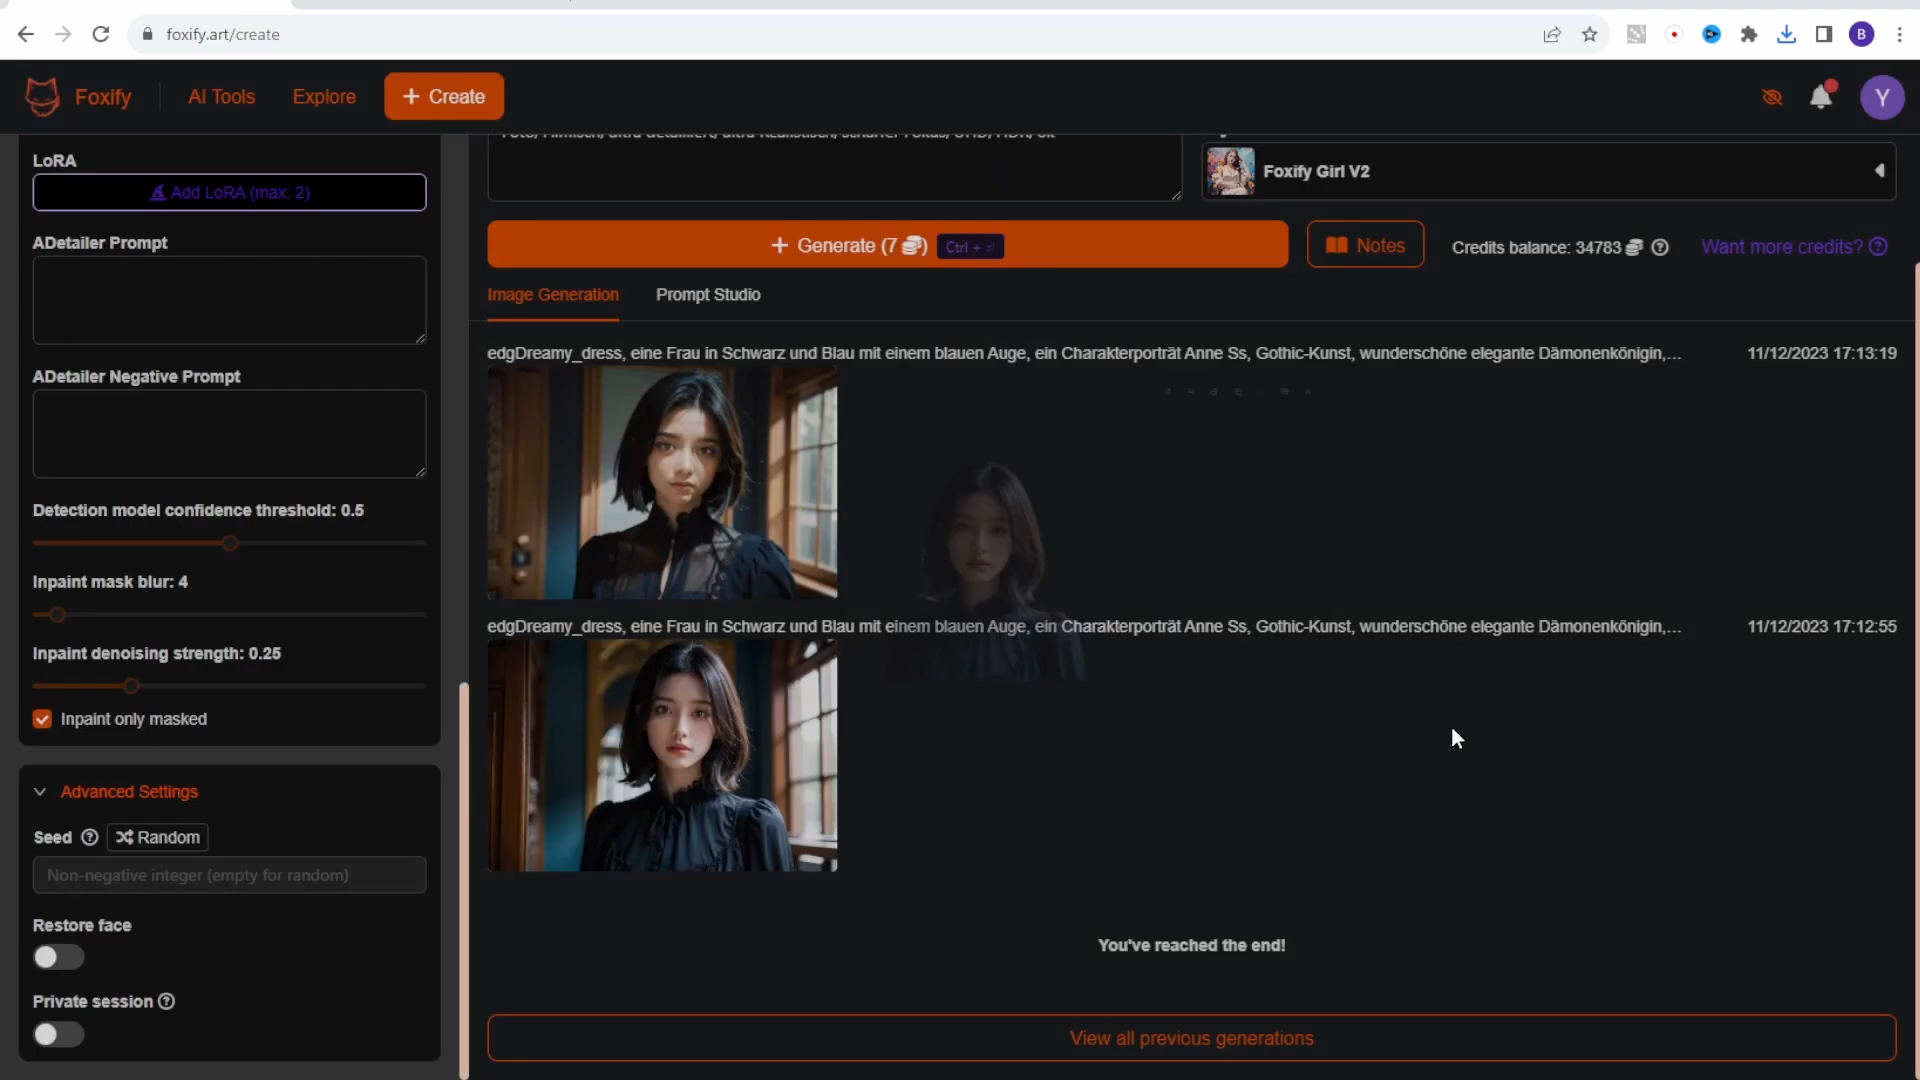 foxify.art/create
B
Foxify
AI Tools
Explore
+ Create
Y
LoRA
Add LoRA (max: 2)
Foxify Girl V2
ADetailer Prompt
+ Generate (7)
Ctrl +
Notes
Credits balance: 34783
Want more credits?
Image Generation
Prompt Studio
edgDreamy_dress, eine Frau in Schwarz und Blau mit einem blauen Auge, ein Charakterporträt Anne Ss, Gothic-Kunst, wunderschöne elegante Dämonenkönigin,...
11/12/2023 17:13:19
ADetailer Negative Prompt
Detection model confidence threshold: 0.5
Inpaint mask blur: 4
edgDreamy_dress, eine Frau in Schwarz und Blau mit einem blauen Auge, ein Charakterporträt Anne Ss, Gothic-Kunst, wunderschöne elegante Dämonenkönigin,...
11/12/2023 17:12:55
Inpaint denoising strength: 0.25
Inpaint only masked
Advanced Settings
Seed
Random
Non-negative integer (empty for random)
Restore face
Private session
You've reached the end!
View all previous generations